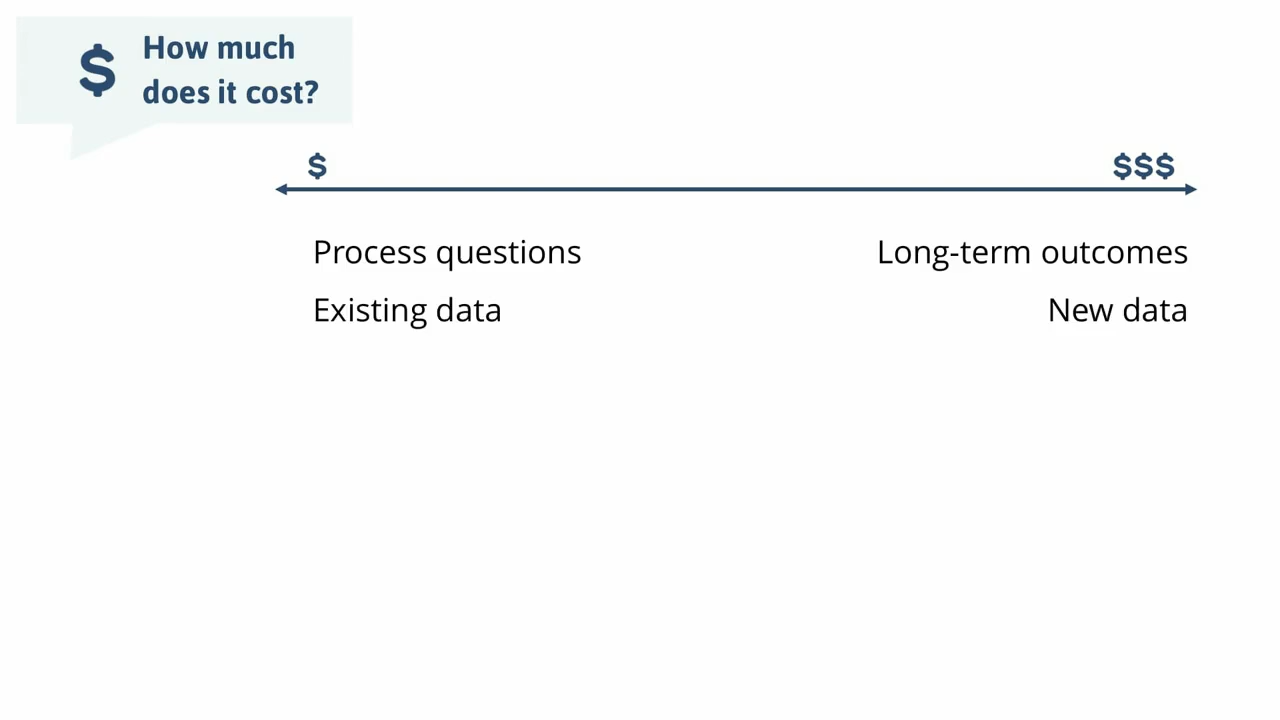 $
How much
does it cost?
$ $$$
Process questions Long-term outcomes
Existing data New data